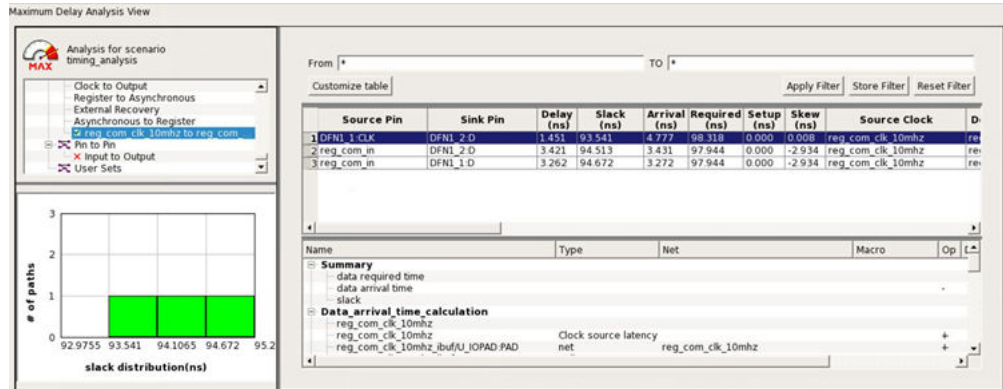 Maximum Delay Analysis View
Analysis for scenario
timing_analysis
MAX
Clock to Output
Register to Asynchronous
External Recovery
Asynchronous to Register
reg_com_clk_10mhz to reg_com
Pin to Pin
Input to Output
User Sets
# of paths
3
2
1
0
92.9755 93.541 94.1065 94.672 95.2
slack distribution(ns)
From * TO *
Customize table Apply Filter Store Filter Reset Filter
Source Pin Sink Pin Delay (ns) Slack (ns) Arrival (ns) Required (ns) Setup (ns) Skew (ns) Source Clock D
1 DFN1_1:CLK DFN1_2:D 1.451 93.541 4.777 98.318 0.000 0.008 reg_com_clk_10mhz re
2 reg_com_in DFN1_2:D 3.421 94.513 3.431 97.944 0.000 -2.934 reg_com_clk_10mhz re
3 reg_com_in DFN1_1:D 3.262 94.672 3.272 97.944 0.000 -2.934 reg_com_clk_10mhz re
Name Type Net Macro Op
Summary
data required time
data arrival time -
slack
Data_arrival_time_calculation
reg_com_clk_10mhz
reg_com_clk_10mhz Clock source latency +
reg_com_clk_10mhz_ibuf/U_IOPAD:PAD net reg_com_clk_10mhz +